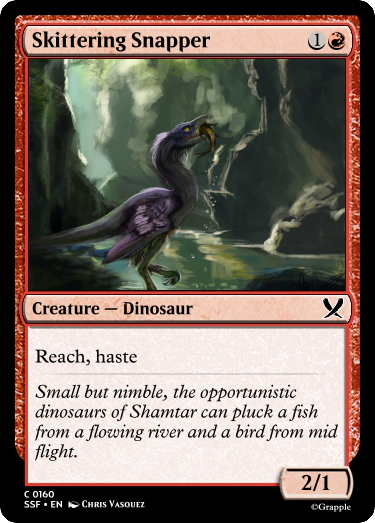 Skittering Snapper 1
Creature — Dinosaur
Reach, haste
Small but nimble, the opportunistic
dinosaurs of Shamtar can pluck a fish
from a flowing river and a bird from mid
flight.
2/1
C 0160
SSF • EN Chris Vasquez
©Grapple